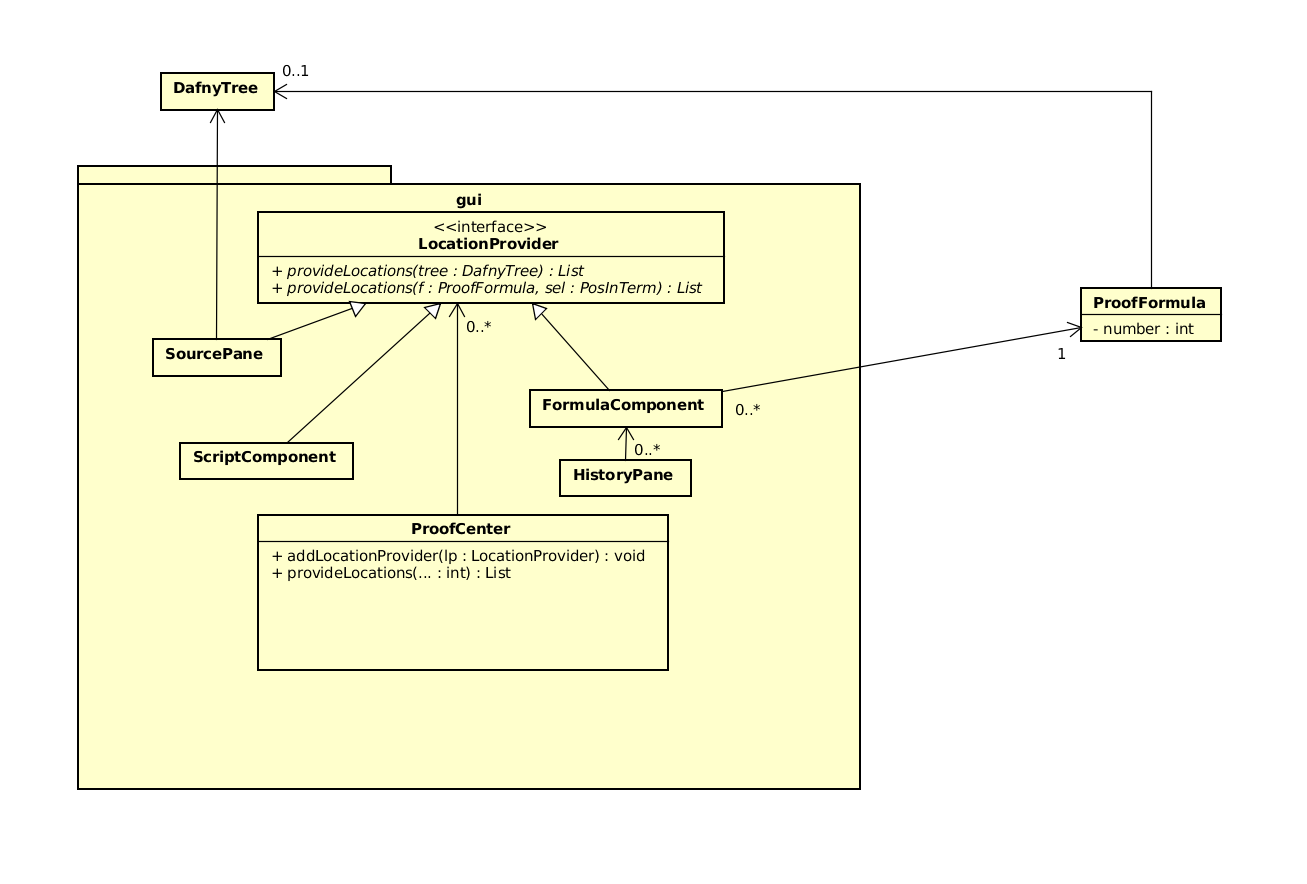 0..1
DafnyTree
gui
<<interface>>
LocationProvider
+ provideLocations(tree : DafnyTree) : List
+ provideLocations(f : ProofFormula, sel : PosInTerm) : List
ProofFormula
- number : int
0..*
1
SourcePane
FormulaComponent
0..*
0..*
ScriptComponent
HistoryPane
ProofCenter
+ addLocationProvider(lp : LocationProvider) : void
+ provideLocations(... : int) : List